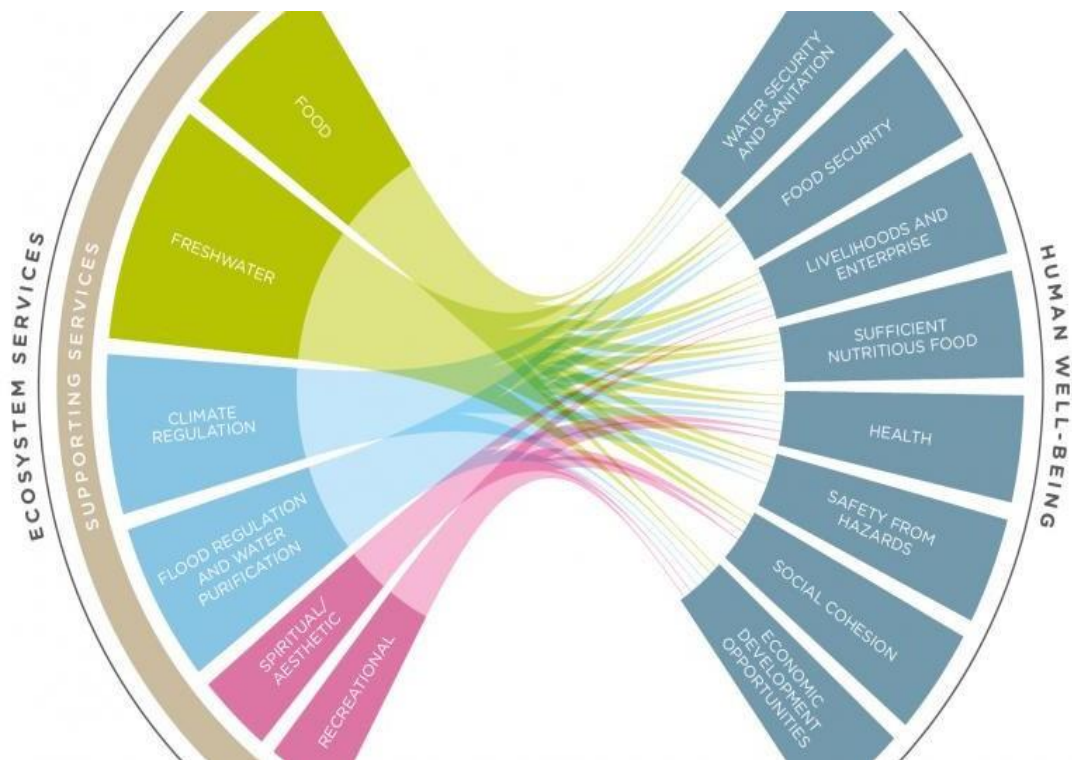 ECOSYSTEM SERVICES
SUPPORTING SERVICES
FOOD
FRESHWATER
CLIMATE
REGULATION
FLOOD REGULATION
AND WATER
PURIFICATION
SPIRITUAL/
AESTHETIC
RECREATIONAL
WATER SECURITY
AND SANITATION
FOOD SECURITY
LIVELIHOODS AND
ENTERPRISE
SUFFICIENT
NUTRITIOUS FOOD
HEALTH
SAFETY FROM
HAZARDS
SOCIAL COHESION
ECONOMIC
DEVELOPMENT
OPPORTUNITIES
HUMAN WELL-BEING